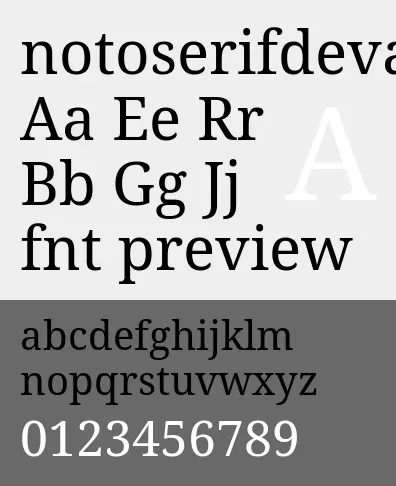 notoserifdeva
Aa Ee Rr
A
Bb Gg Jj
fnt preview
abcdefghijklm
nopqrstuvwxyz
0123456789